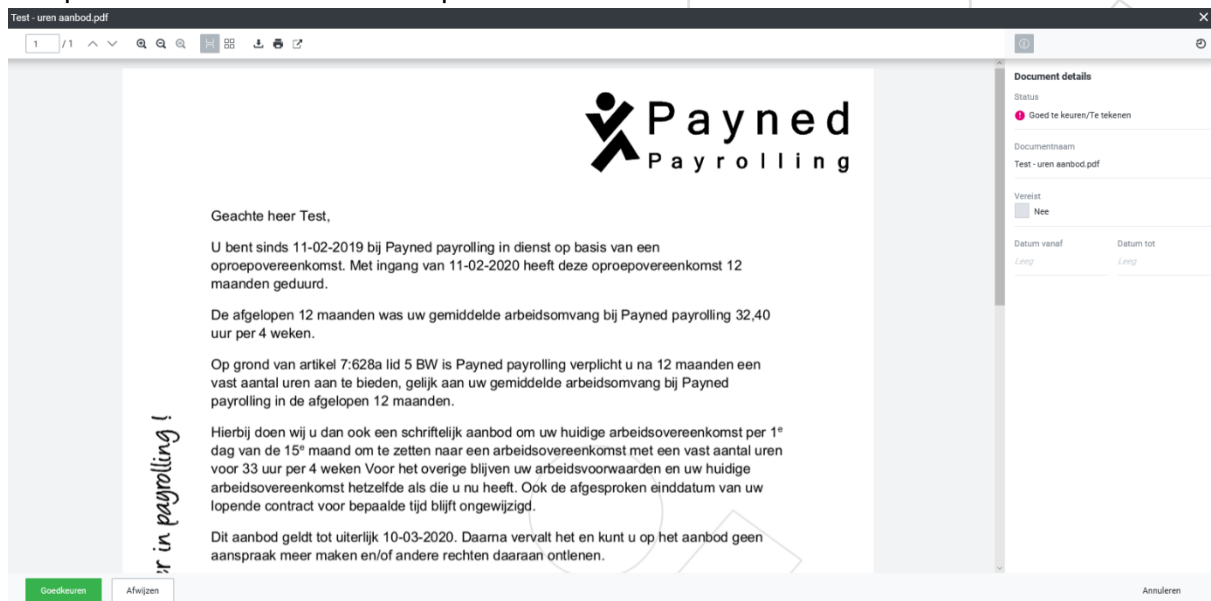 Test - uren aanbod.pdf
1 / 1
Document details
Status
Goed te keuren/Te tekenen
Documentnaam
Test - uren aanbod.pdf
Vereist
Nee
Datum vanaf Datum tot
Leeg Leeg
Payned
Payrolling
Geachte heer Test,
U bent sinds 11-02-2019 bij Payned payrolling in dienst op basis van een
oproepovereenkomst. Met ingang van 11-02-2020 heeft deze oproepovereenkomst 12
maanden geduurd.
De afgelopen 12 maanden was uw gemiddelde arbeidsomvang bij Payned payrolling 32,40
uur per 4 weken.
Op grond van artikel 7:628a lid 5 BW is Payned payrolling verplicht u na 12 maanden een
vast aantal uren aan te bieden, gelijk aan uw gemiddelde arbeidsomvang bij Payned
payrolling in de afgelopen 12 maanden.
Hierbij doen wij u dan ook een schriftelijk aanbod om uw huidige arbeidsovereenkomst per 1e
dag van de 15e maand om te zetten naar een arbeidsovereenkomst met een vast aantal uren
voor 33 uur per 4 weken Voor het overige blijven uw arbeidsvoorwaarden en uw huidige
arbeidsovereenkomst hetzelfde als die u nu heeft. Ook de afgesproken einddatum van uw
lopende contract voor bepaalde tijd blijft ongewijzigd.
Dit aanbod geldt tot uiterlijk 10-03-2020. Daarna vervalt het en kunt u op het aanbod geen
aanspraak meer maken en/of andere rechten daaraan ontlenen.
in payrolling !
Goedkeuren Afwijzen Annuleren